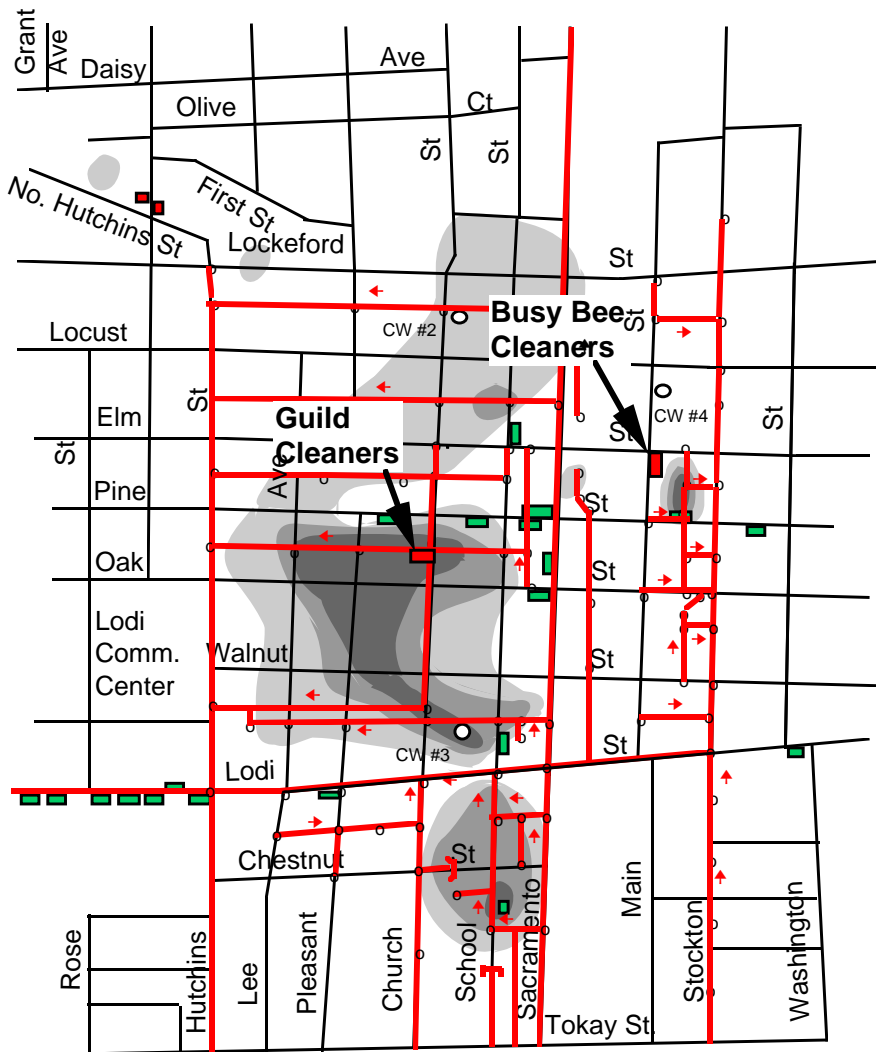 Grant
Ave
Daisy
Ave
Olive
Ct
St
St
No. Hutchins St
First St
Lockeford
St
St
Locust
CW #2
Busy Bee
Cleaners
St
Elm
St
Guild
Cleaners
St
CW #4
St
St
Ave
Pine
St
Oak
St
Lodi
Comm.
Center
Walnut
St
CW #3
St
Lodi
Chestnut
St
Rose
Hutchins
Lee
Pleasant
Church
School
Sacramento
Main
Stockton
Washington
Tokay St.